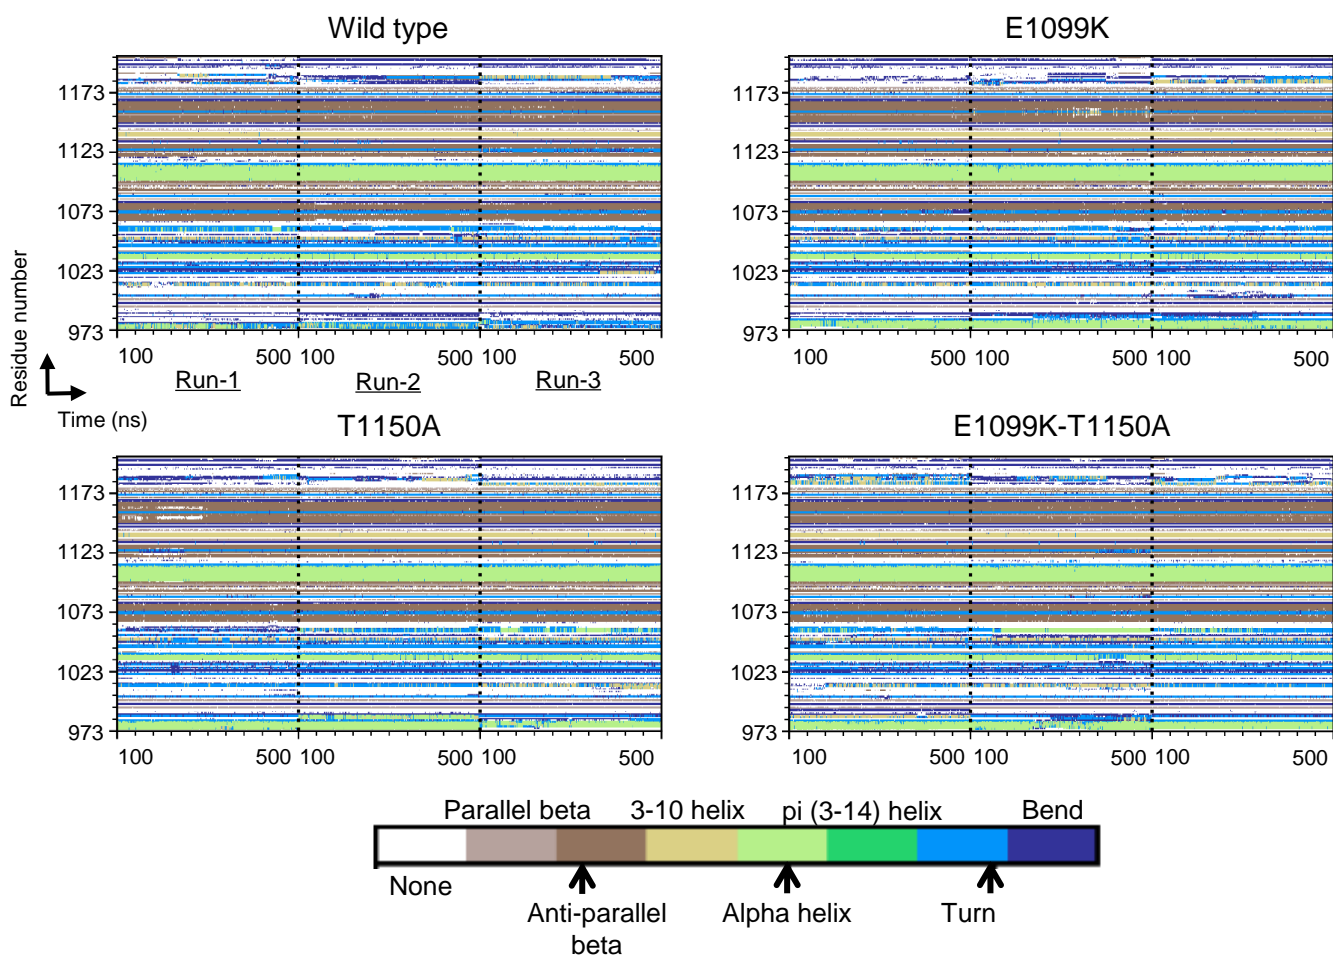 Wild type
E1099K
1173
1123
1073
1023
973
1173
1123
1073
1023
973
Residue number
100 500 100 500 100 500
100 500 100 500 100 500
Run-1 Run-2 Run-3
Time (ns)
T1150A
E1099K-T1150A
1173
1123
1073
1023
973
1173
1123
1073
1023
973
100 500 100 500 100 500
100 500 100 500 100 500
Parallel beta 3-10 helix pi (3-14) helix Bend
None
Anti-parallel
beta
Alpha helix
Turn